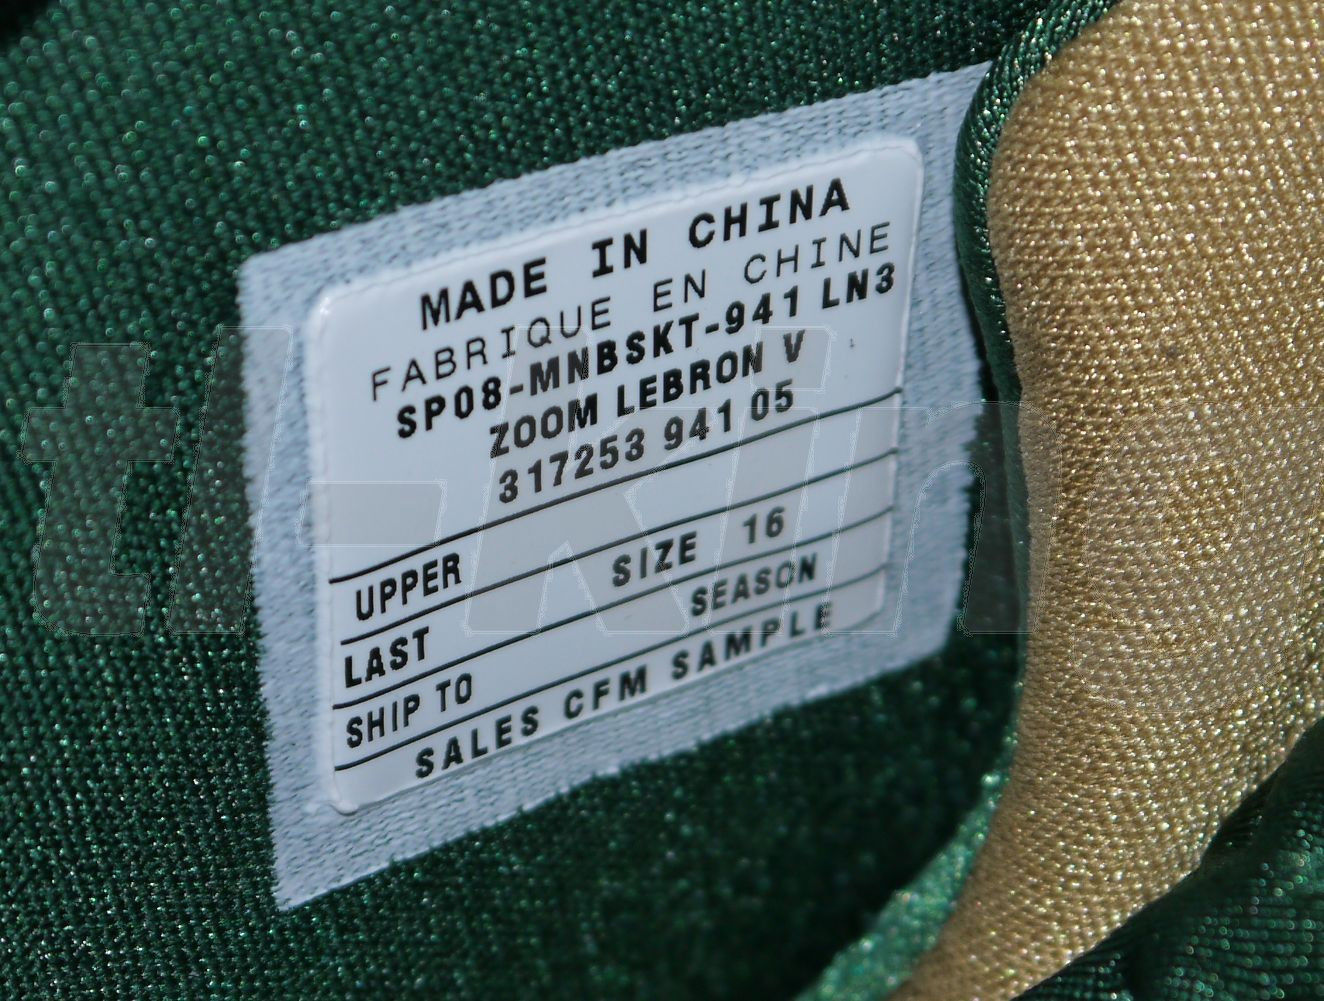 MADE IN CHINA
FABRIQUE EN CHINE
SP08-MNBSKT-941 LN3
ZOOM LEBRON V
317253 941 05
UPPER
LAST SIZE 16
SHIP TO SEASON
SALES CFM SAMPLE